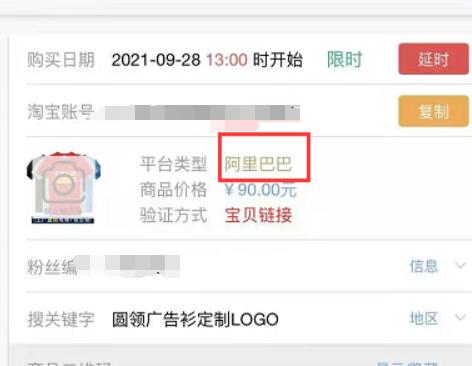 购买日期 2021-09-28 13:00 时开始 限时 延时
淘宝账号 复制
平台类型 阿里巴巴
商品价格 ¥90.00元
验证方式 宝贝链接
粉丝编 信息
搜关键字 圆领广告衫定制LOGO 地区